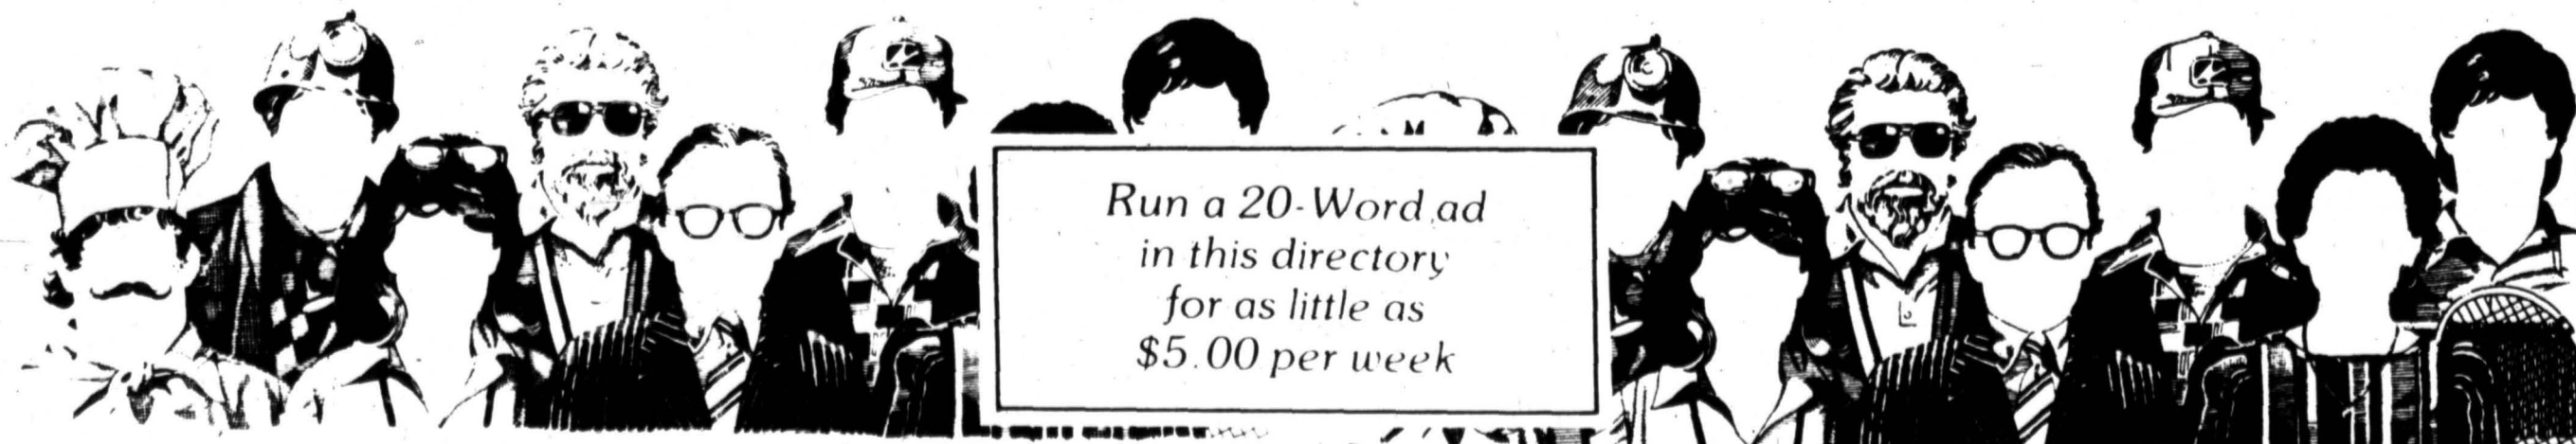 Run a 20-Word ad
in this directory
for as little as
$5.00 per week